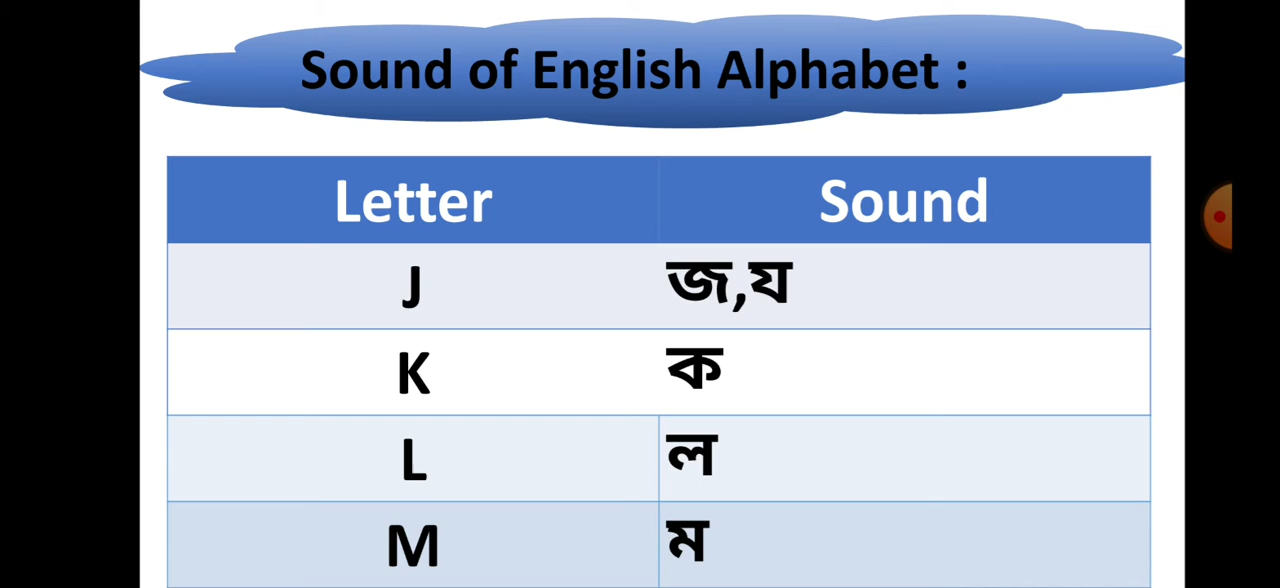 Sound of English Alphabet :
Letter Sound
J জ,য
K ক
L ল
M ম